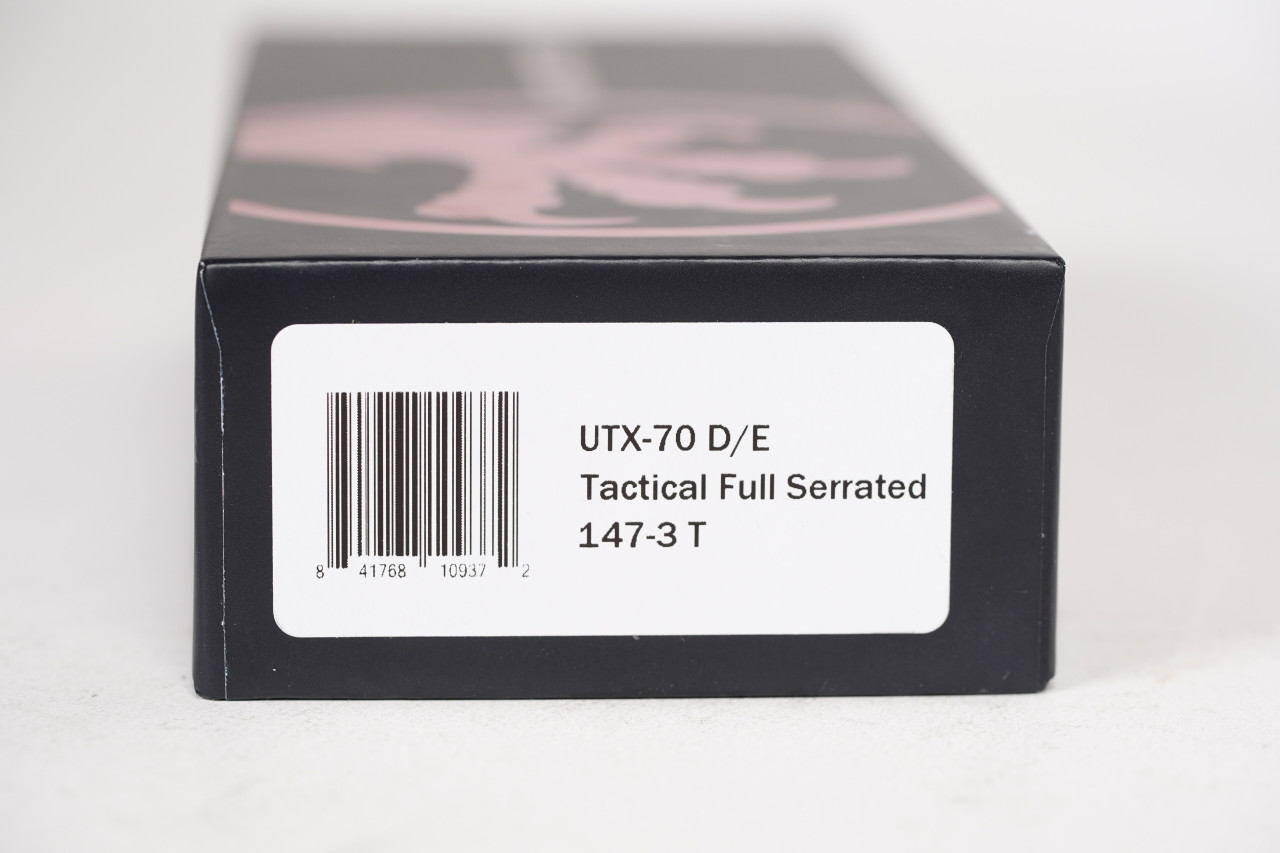 UTX-70 D/E
Tactical Full Serrated
147-3 T
8 41768 10937 2